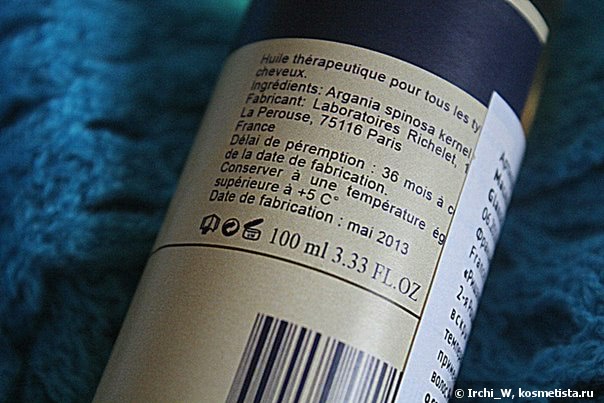 Huile thérapeutique pour tous les
cheveux.
Ingrédients: Argania spinosa kernel
Fabricant: Laboratoires Richelet,
La Perouse, 75116 Paris
France
Délai de péremption : 36 mois à
de la date de fabrication.
Conserver à une température
supérieure à +5 C°
Date de fabrication : mai 2013
100 ml 3.33 FL.OZ
© Irchi_W, kosmetista.ru